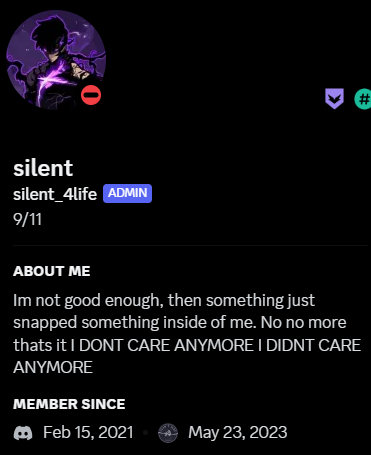 silent
silent_4life ADMIN
9/11
ABOUT ME
Im not good enough, then something just
snapped something inside of me. No no more
thats it I DONT CARE ANYMORE I DIDNT CARE
ANYMORE
MEMBER SINCE
Feb 15, 2021 • May 23, 2023